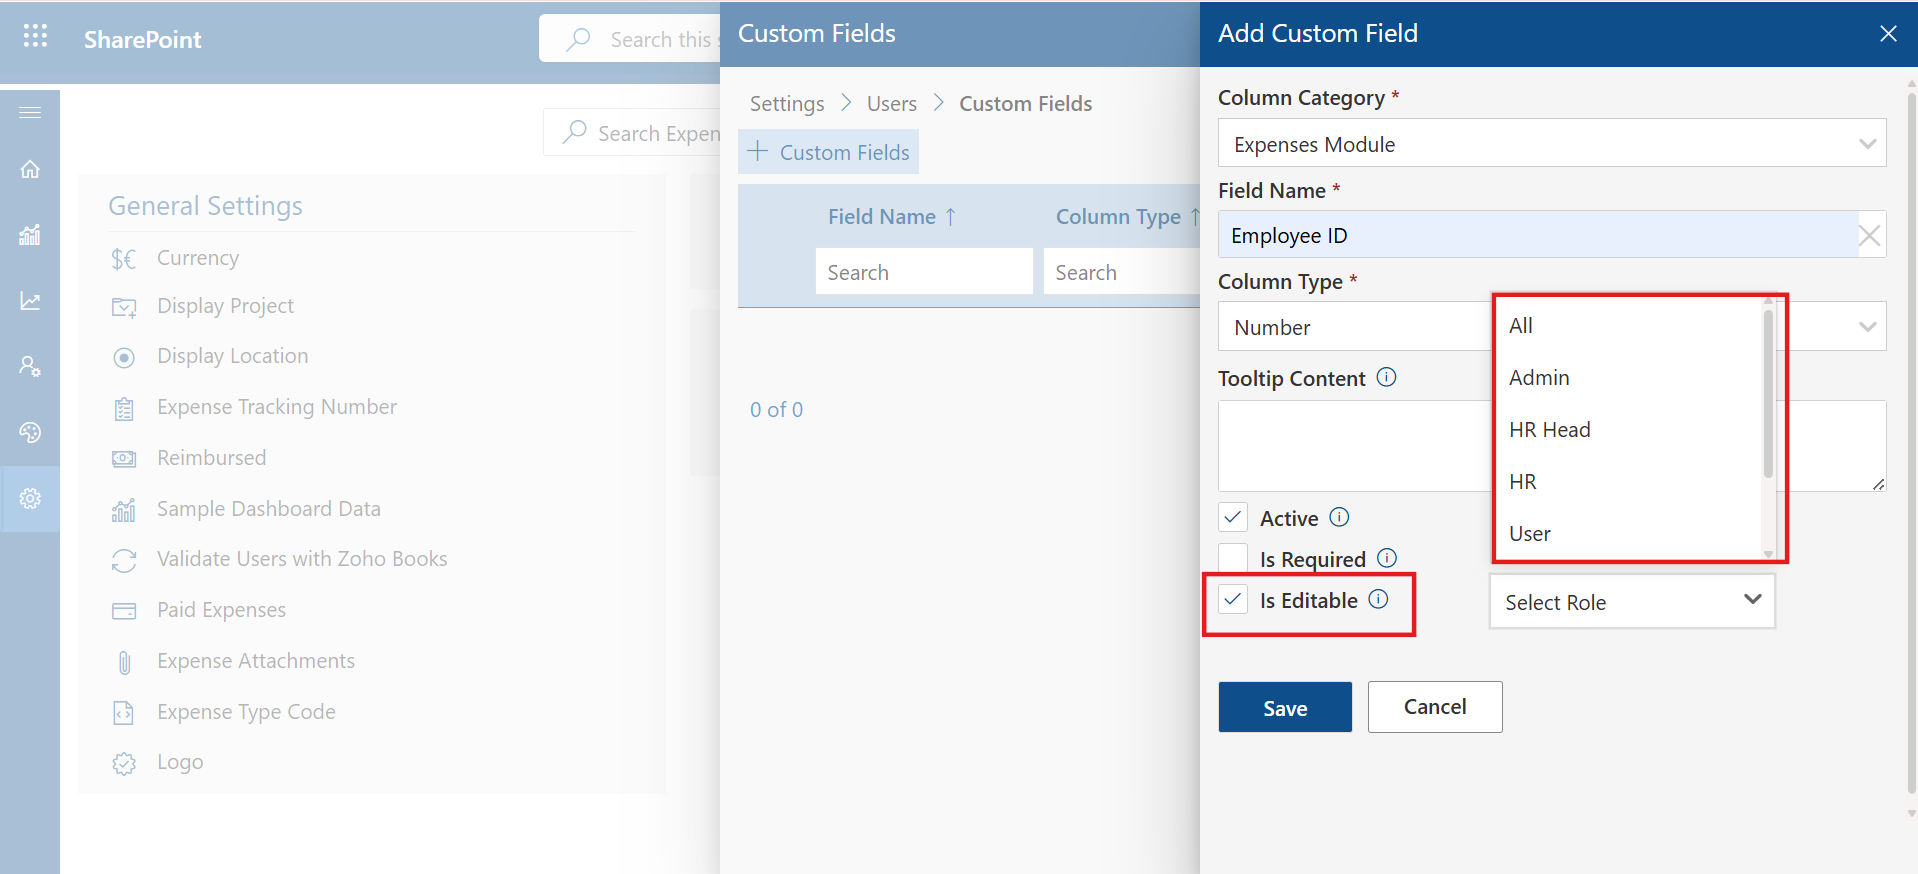 SharePoint
Search this s
Search Expen
General Settings
Currency
Display Project
Display Location
Expense Tracking Number
Reimbursed
Sample Dashboard Data
Validate Users with Zoho Books
Paid Expenses
Expense Attachments
Expense Type Code
Logo
Custom Fields
Settings > Users > Custom Fields
+ Custom Fields
Field Name ↑ Column Type ↑
Search Search
0 of 0
Add Custom Field
Column Category *
Expenses Module
Field Name *
Employee ID
Column Type *
Number
Tooltip Content
All
Admin
HR Head
HR
User
Active
Is Required
Is Editable
Select Role
Save Cancel